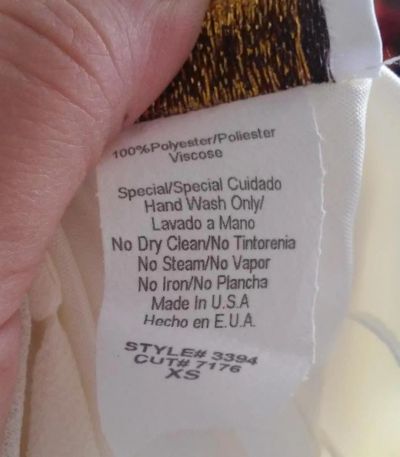 100%Polyester/Poliester
Viscose
Special/Special Cuidado
Hand Wash Only/
Lavado a Mano
No Dry Clean/No Tintorenia
No Steam/No Vapor
No Iron/No Plancha
Made In U.S.A
Hecho en E.U.A.
STYLE# 3394
CUT# 7176
XS